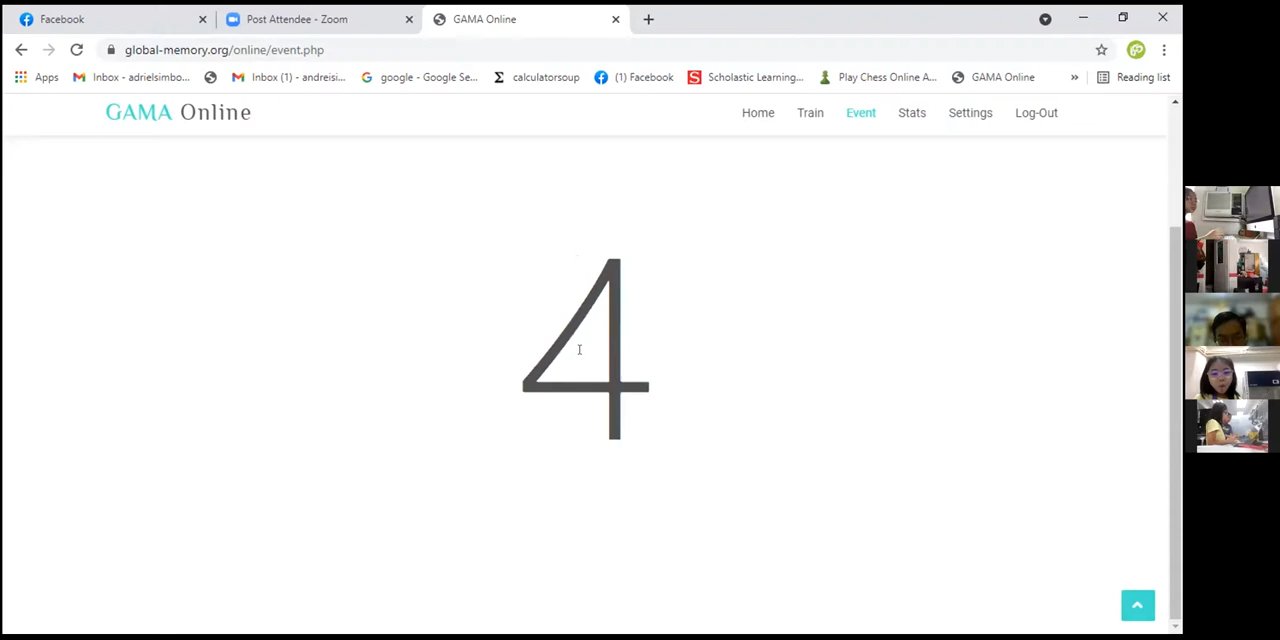 Facebook
Post Attendee - Zoom
GAMA Online
global-memory.org/online/event.php
Apps
Inbox - adrielsimbo...
Inbox (1) - andreisi...
google - Google Se...
calculatorsoup
(1) Facebook
Scholastic Learning...
Play Chess Online A...
GAMA Online
»
Reading list
GAMA Online
Home
Train
Event
Stats
Settings
Log-Out
4